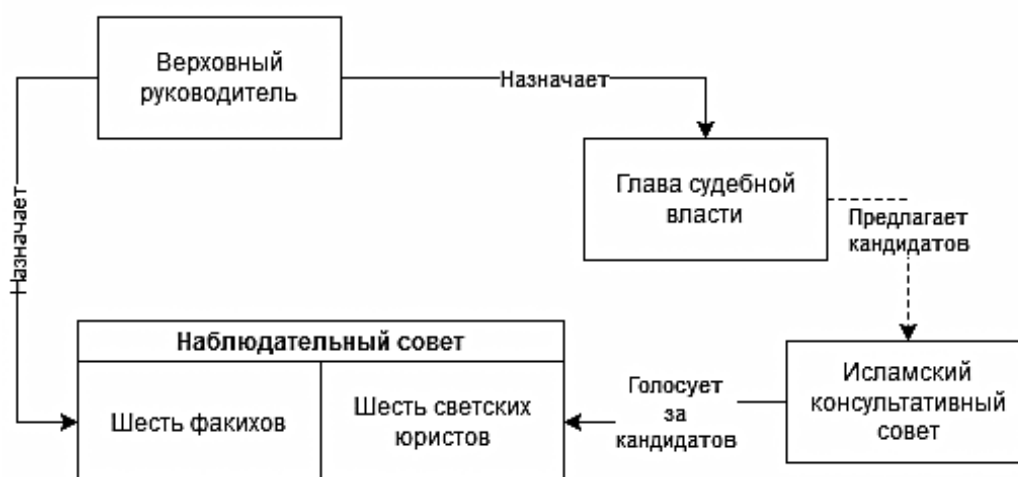 Верховный
руководитель
Назначает
Глава судебной
власти
Предлагает
кандидатов
Назначает
Наблюдательный совет
Шесть факихов
Шесть светских
юристов
Голосует
за
кандидатов
Исламский
консультативный
совет